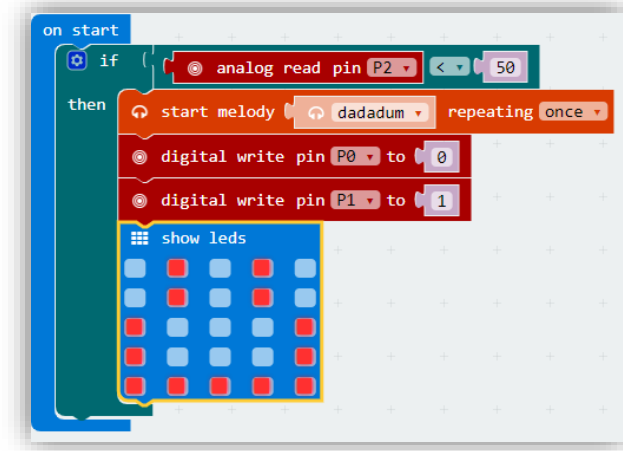 on start
if analog read pin P2 < 50
then start melody dadadum repeating once
digital write pin P0 to 0
digital write pin P1 to 1
show leds